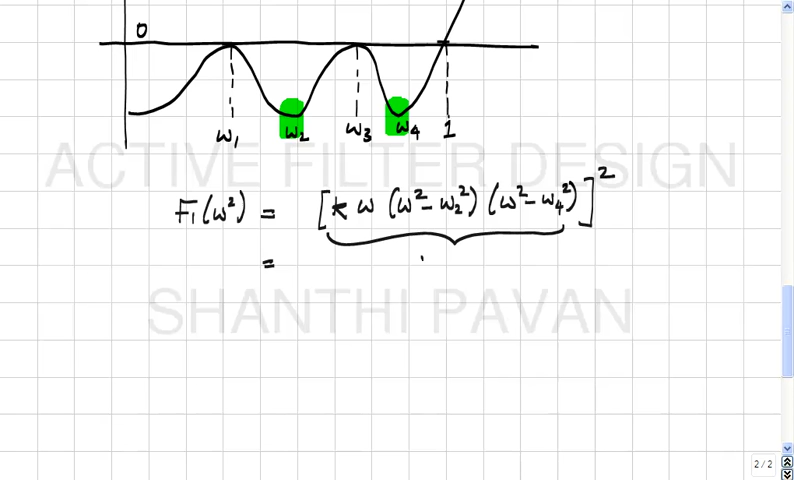 0
ω1 ω2 ω3 ω4 1
ACTIVE FILTER DESIGN
F1(ω²) = [k ω (ω² – ω2²) (ω² – ω4²)]²
=
SHANTHI PAVAN
2 / 2